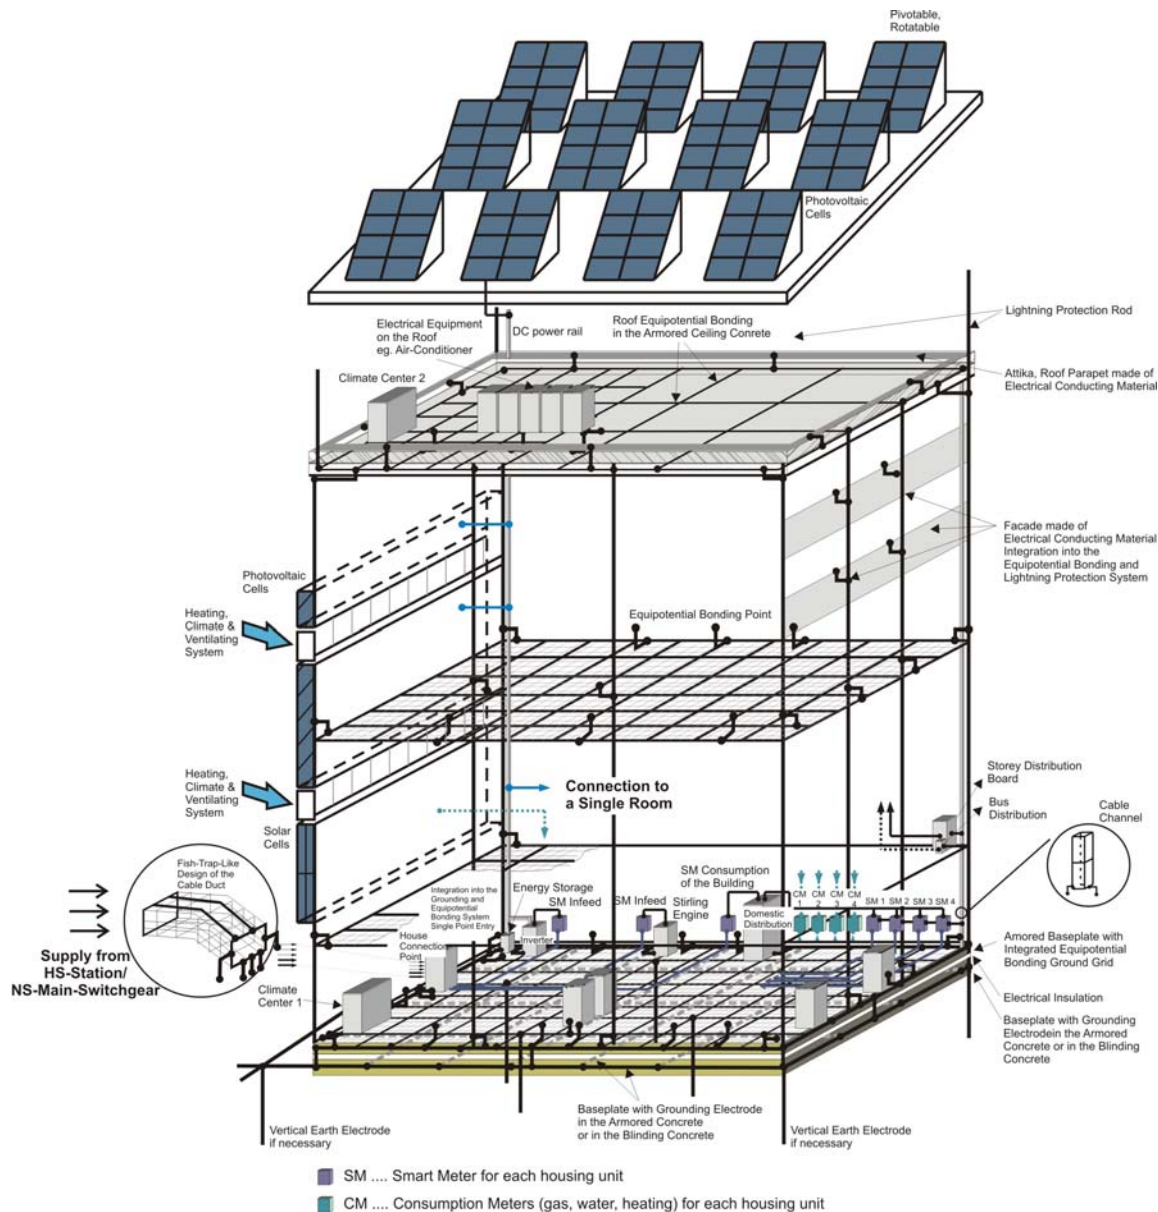 Pivotable,
Rotatable
Photovoltaic
Cells
Electrical Equipment
on the Roof
eg. Air-Conditioner
DC power rail
Roof Equipotential Bonding
in the Armored Ceiling Conrete
Lightning Protection Rod
Climate Center 2
Attika, Roof Parapet made of
Electrical Conducting Material
Facade made of
Electrical Conducting Material
Integration into the
Equipotential Bonding and
Lightning Protection System
Photovoltaic
Cells
Heating,
Climate &
Ventilating
System
Equipotential Bonding Point
Heating,
Climate &
Ventilating
System
Connection to
a Single Room
Storey Distribution
Board
Bus
Distribution
Cable
Channel
Solar
Cells
Fish-Trap-Like
Design of the
Cable Duct
Supply from
HS-Station/
NS-Main-Switchgear
Integration into the
Grounding and
Equipotential
Bonding System
Single Point Entry
House
Connection
Point
Energy Storage
SM Infeed
Inverter
SM Infeed
Stirling
Engine
SM Consumption
of the Building
Domestic
Distribution
CM CM CM CM
1 2 3 4
SM 1 SM 2 SM 3 SM 4
Climate
Center 1
Amored Baseplate with
Integrated Equipotential
Bonding Ground Grid
Electrical Insulation
Baseplate with Grounding
Electrodein the Armored
Concrete or in the Blinding
Concrete
Baseplate with Grounding Electrode
in the Armored Concrete
or in the Blinding Concrete
Vertical Earth Electrode
if necessary
Vertical Earth Electrode
if necessary
SM .... Smart Meter for each housing unit
CM .... Consumption Meters (gas, water, heating) for each housing unit